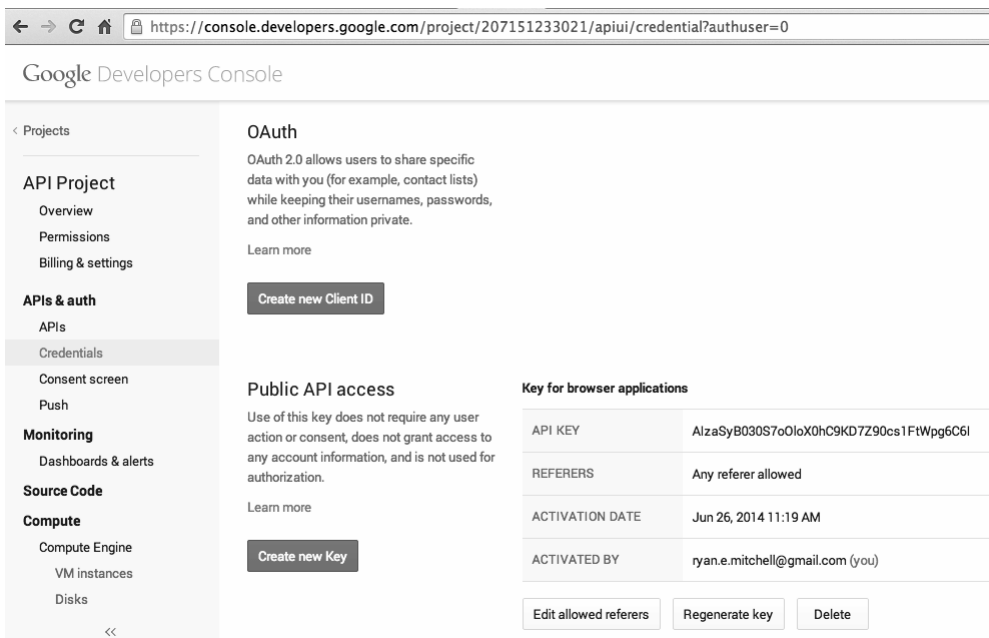 https://console.developers.google.com/project/207151233021/apiui/credential?authuser=0
Google Developers Console
< Projects
API Project
Overview
Permissions
Billing & settings
APIs & auth
APIs
Credentials
Consent screen
Push
Monitoring
Dashboards & alerts
Source Code
Compute
Compute Engine
VM instances
Disks
<<
OAuth
OAuth 2.0 allows users to share specific
data with you (for example, contact lists)
while keeping their usernames, passwords,
and other information private.
Learn more
Create new Client ID
Public API access
Use of this key does not require any user
action or consent, does not grant access to
any account information, and is not used for
authorization.
Learn more
Create new Key
Key for browser applications
API KEY AIzaSyB030S7oOloX0hC9KD7Z90cs1FtWpg6C6I
REFERERS Any referer allowed
ACTIVATION DATE Jun 26, 2014 11:19 AM
ACTIVATED BY ryan.e.mitchell@gmail.com (you)
Edit allowed referers Regenerate key Delete